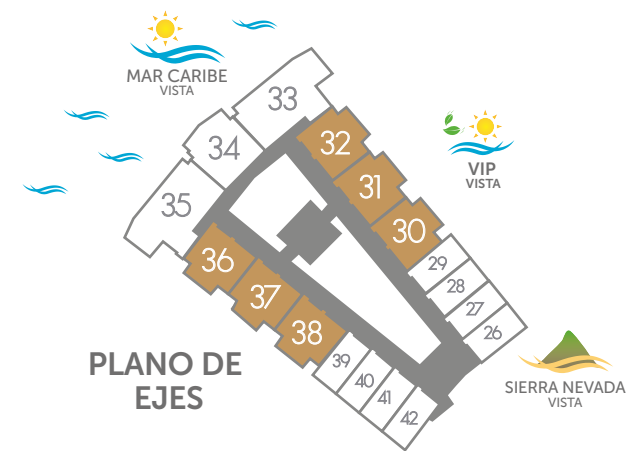 MAR CARIBE
VISTA
33
34
35
32
31
30
VIP
VISTA
29
28
27
26
36
37
38
39
40
41
42
PLANO DE
EJES
SIERRA NEVADA
VISTA